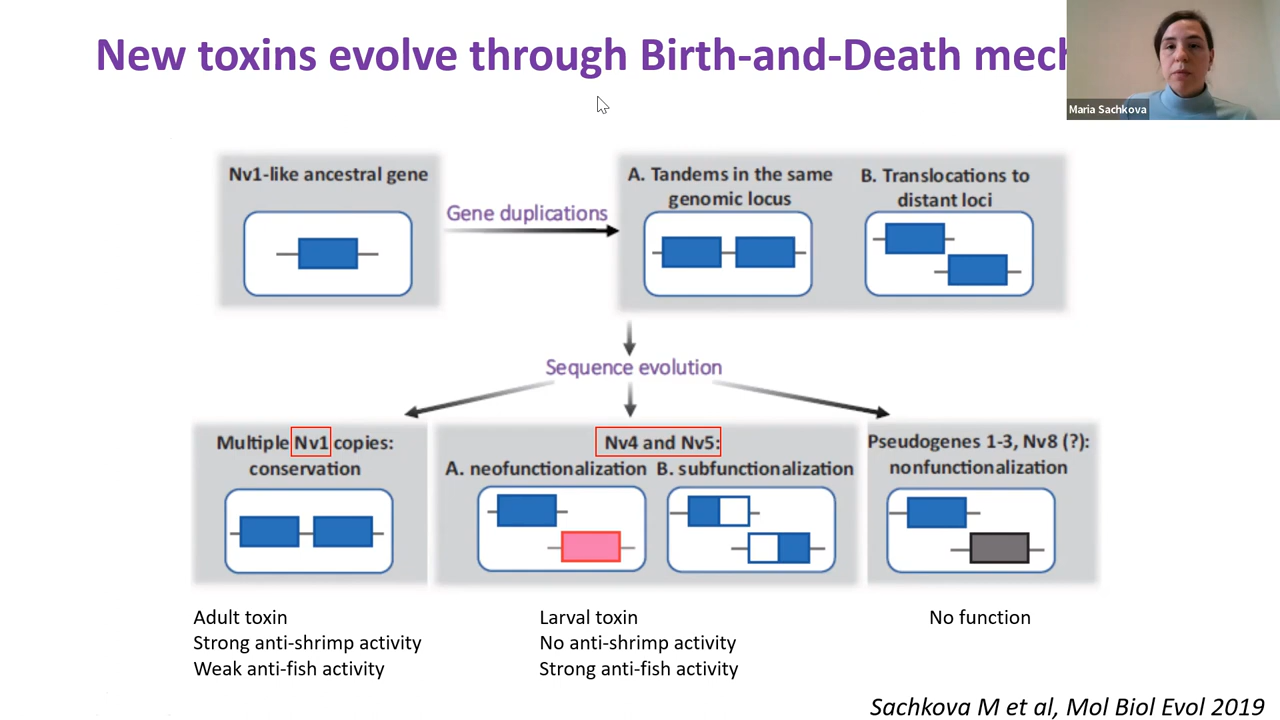 New toxins evolve through Birth-and-Death mech
Maria Sachkova
Nv1-like ancestral gene
Gene duplications
A. Tandems in the same
genomic locus
B. Translocations to
distant loci
Sequence evolution
Multiple Nv1 copies:
conservation
Nv4 and Nv5:
A. neofunctionalization
B. subfunctionalization
Pseudogenes 1-3, Nv8 (?):
nonfunctionalization
Adult toxin
Strong anti-shrimp activity
Weak anti-fish activity
Larval toxin
No anti-shrimp activity
Strong anti-fish activity
No function
Sachkova M et al, Mol Biol Evol 2019